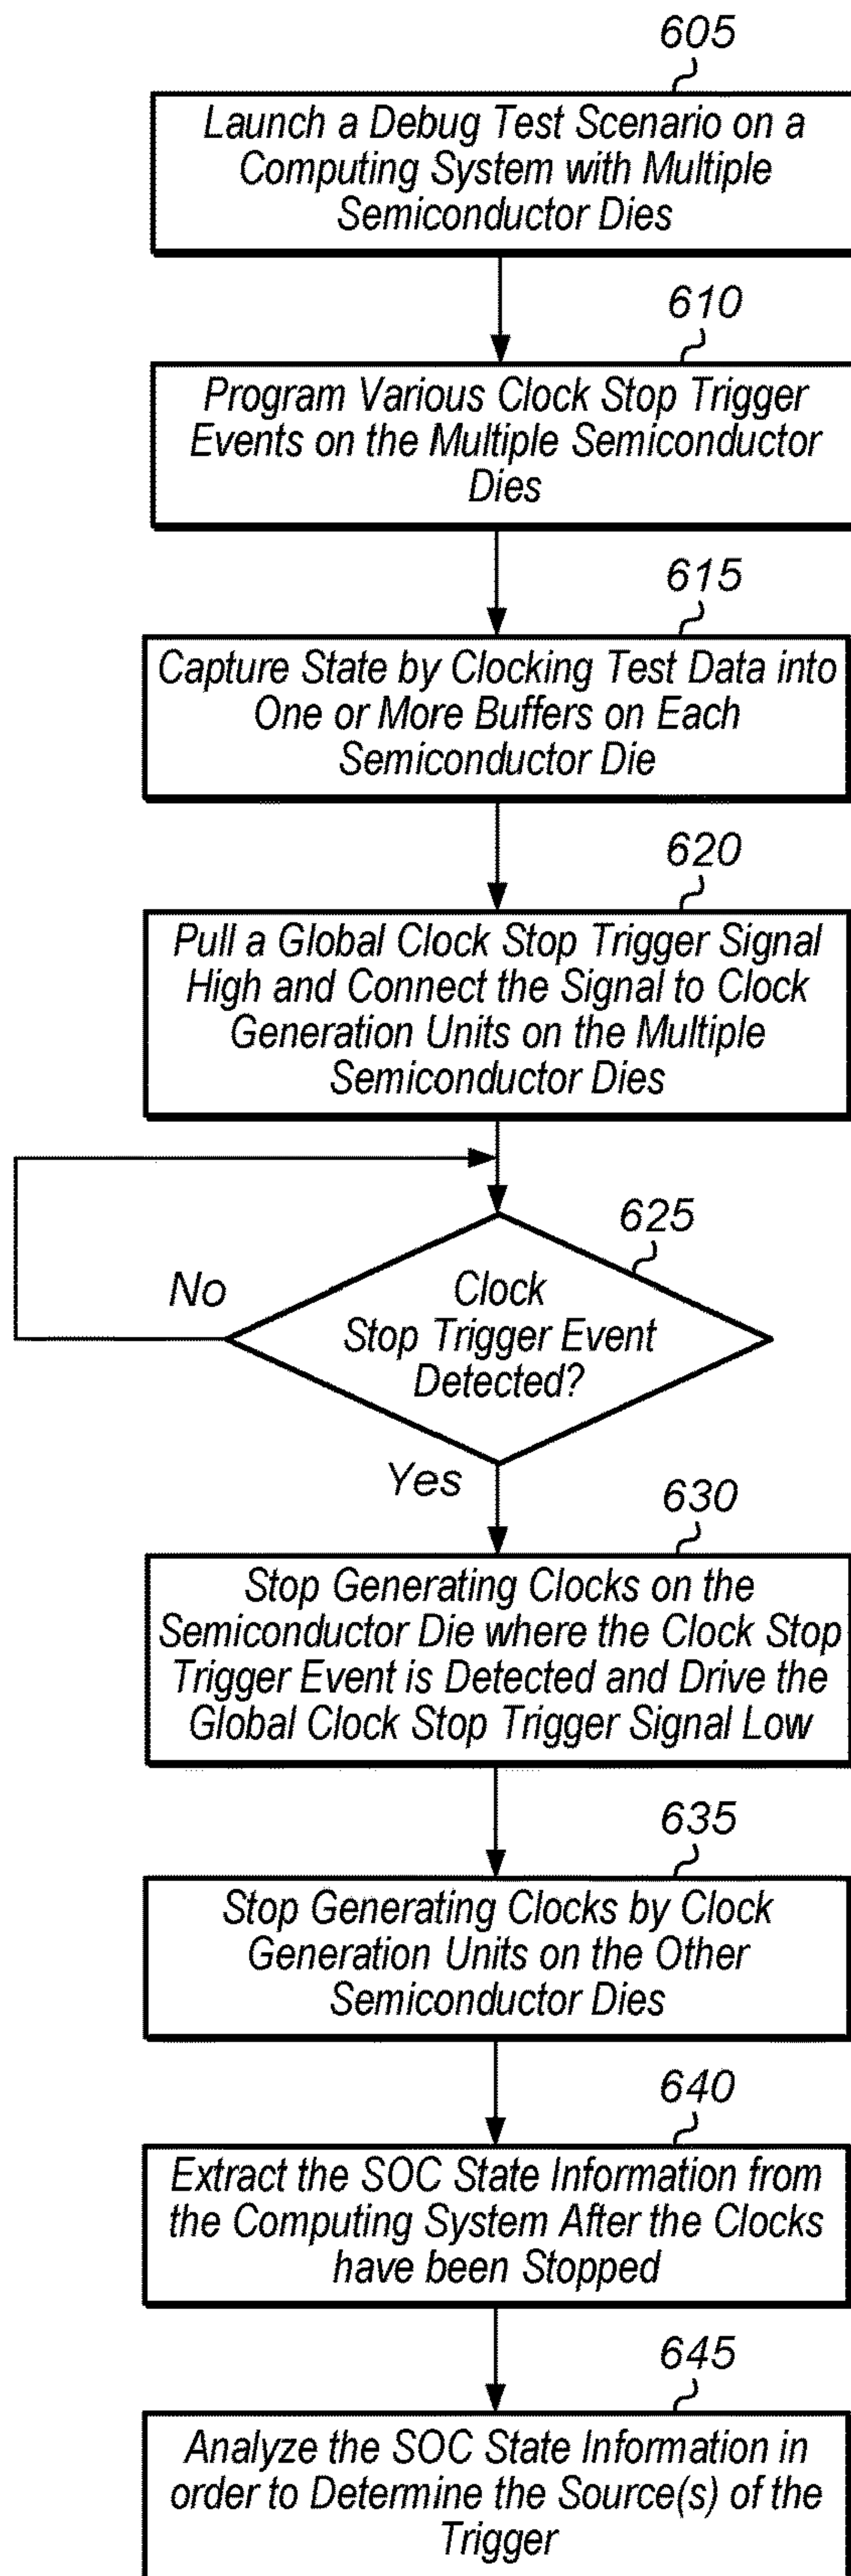 605
Launch a Debug Test Scenario on a
Computing System with Multiple
Semiconductor Dies
610
Program Various Clock Stop Trigger
Events on the Multiple Semiconductor
Dies
615
Capture State by Clocking Test Data into
One or More Buffers on Each
Semiconductor Die
620
Pull a Global Clock Stop Trigger Signal
High and Connect the Signal to Clock
Generation Units on the Multiple
Semiconductor Dies
625
No
Clock
Stop Trigger Event
Detected?
Yes
630
Stop Generating Clocks on the
Semiconductor Die where the Clock Stop
Trigger Event is Detected and Drive the
Global Clock Stop Trigger Signal Low
635
Stop Generating Clocks by Clock
Generation Units on the Other
Semiconductor Dies
640
Extract the SOC State Information from
the Computing System After the Clocks
have been Stopped
645
Analyze the SOC State Information in
order to Determine the Source(s) of the
Trigger